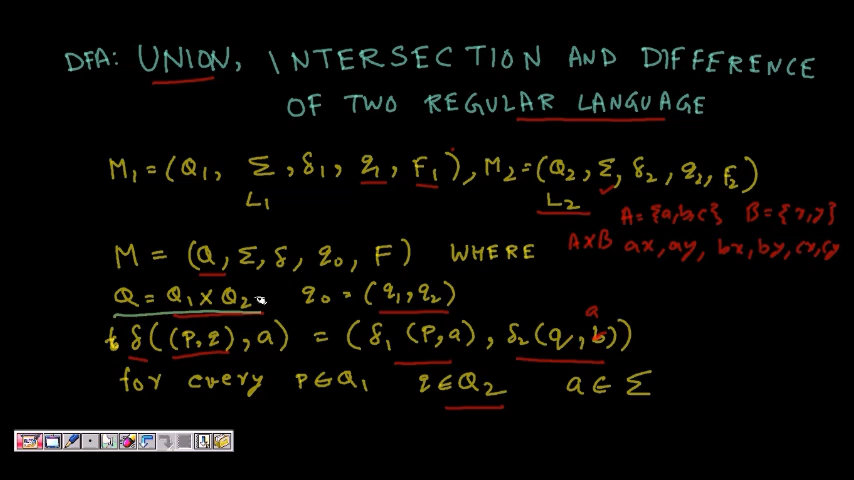 DFA: UNION, INTERSECTION AND DIFFERENCE
OF TWO REGULAR LANGUAGE
M₁ = (Q₁, Σ, δ₁, q₁, F₁), M₂ = (Q₂, Σ, δ₂, q₂, F₂)
L₁ L₂
A = {a,b,c} B = {x,y}
A×B ax, ay, bx, by, cx, cy
M = (Q, Σ, δ, q₀, F) WHERE
Q = Q₁ × Q₂ q₀ = (q₁, q₂)
a
δ((p, q), a) = (δ₁ (p, a), δ₂(q, b))
for every p ∈ Q₁ q ∈ Q₂ a ∈ Σ